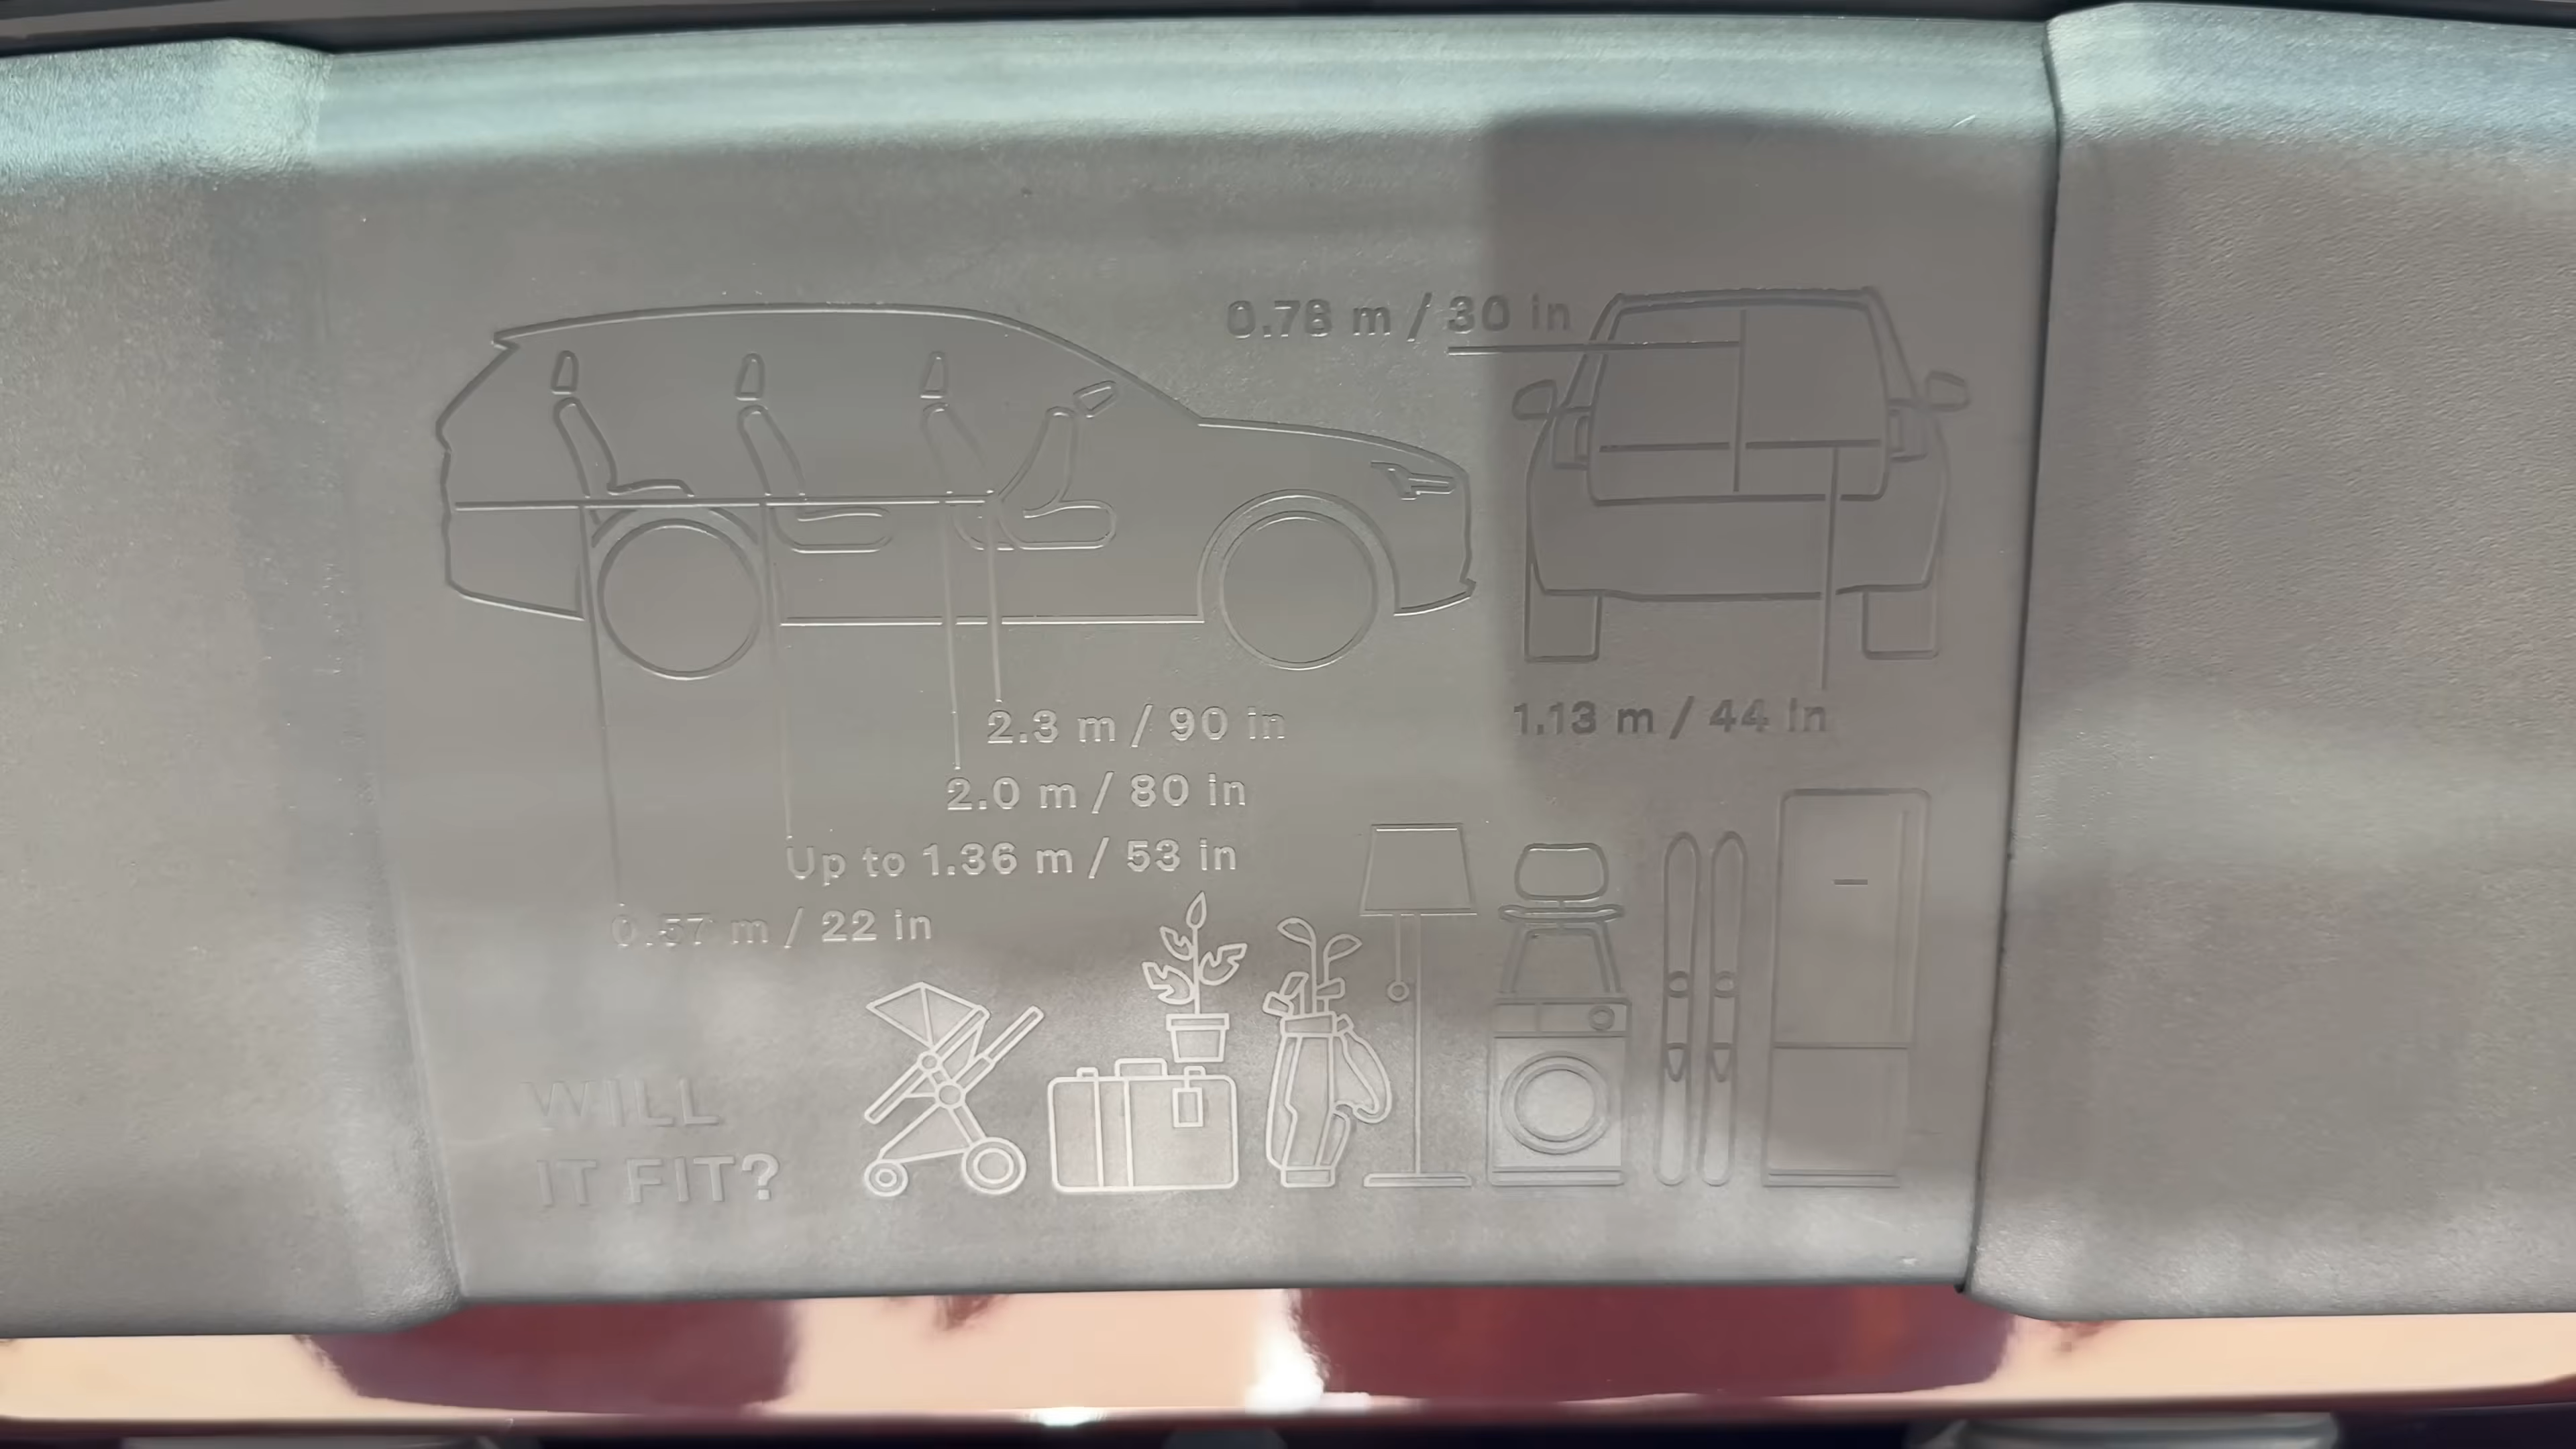 0.78 m / 30 in
2.3 m / 90 in
1.13 m / 44 in
2.0 m / 80 in
Up to 1.36 m / 53 in
0.57 m / 22 in
WILL
IT FIT?